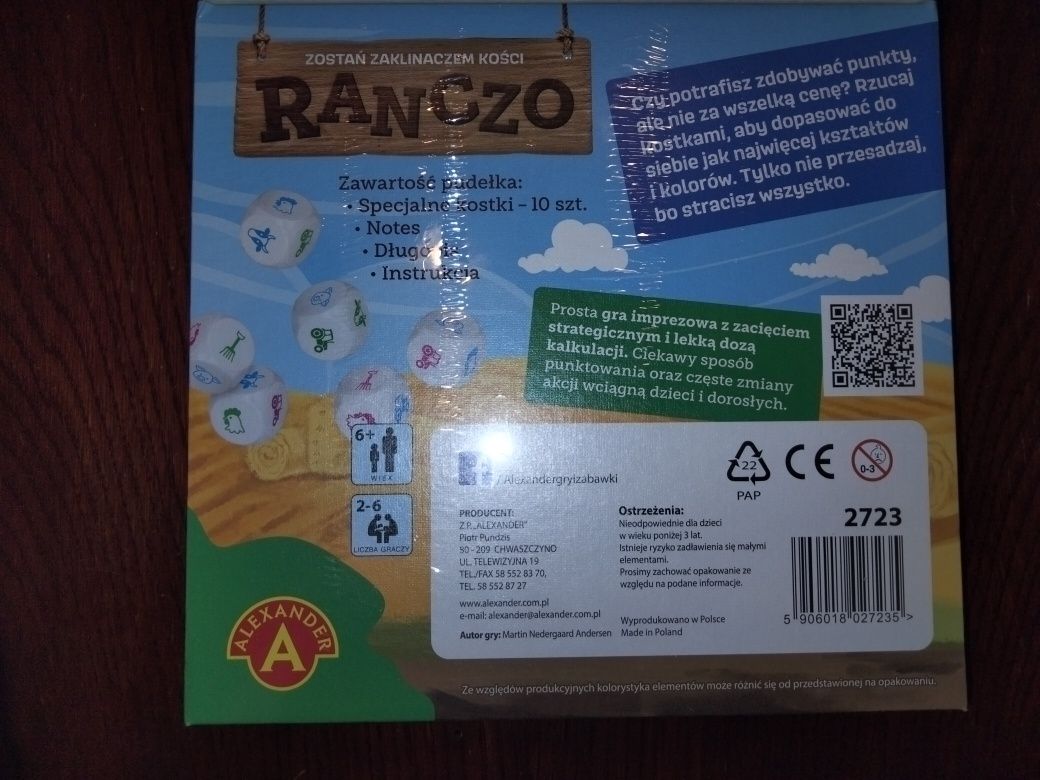 ZOSTAŃ ZAKLINACZEM KOŚCI
RANCZO
Czy potrafisz zdobywać punkty,
ale nie za wszelką cenę? Rzucaj
kostkami, aby dopasować do
siebie jak najwięcej kształtów
i kolorów. Tylko nie przesadzaj,
bo stracisz wszystko.
Zawartość pudełka:
• Specjalne kostki – 10 szt.
• Notes
• Długopis
• Instrukcja
Prosta gra imprezowa z zacięciem
strategicznym i lekką dozą
kalkulacji. Ciekawy sposób
punktowania oraz częste zmiany
akcji wciągną dzieci i dorosłych.
6+
WIEK
2-6
LICZBA GRACZY
/Alexandergryizabawki
22
PAP
CE
0-3
PRODUCENT:
Z.P. „ALEXANDER"
Piotr Pundzis
80 - 209 CHWASZCZYNO
UL. TELEWIZYJNA 19
TEL./FAX 58 552 83 70,
TEL. 58 552 87 27
www.alexander.com.pl
e-mail: alexander@alexander.com.pl
Autor gry: Martin Nedergaard Andersen
Ostrzeżenia:
Nieodpowiednie dla dzieci
w wieku poniżej 3 lat.
Istnieje ryzyko zadławienia się małymi
elementami.
Prosimy zachować opakowanie ze
względu na podane informacje.
Wyprodukowano w Polsce
Made in Poland
2723
5 906018 027235 >
ALEXANDER
A
Ze względów produkcyjnych kolorystyka elementów może różnić się od przedstawionej na opakowaniu.